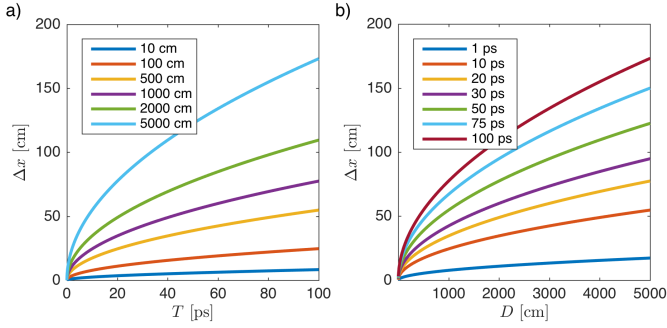 a)
200
150
100
50
0
Δx [cm]
10 cm
100 cm
500 cm
1000 cm
2000 cm
5000 cm
0 20 40 60 80 100
T [ps]
b)
200
150
100
50
0
Δx [cm]
1 ps
10 ps
20 ps
30 ps
50 ps
75 ps
100 ps
1000 2000 3000 4000 5000
D [cm]